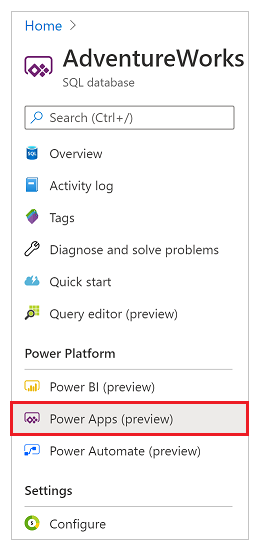 Home >
AdventureWorks
SQL database
Search (Ctrl+/)
SQL Overview
Activity log
Tags
Diagnose and solve problems
Quick start
Query editor (preview)
Power Platform
Power BI (preview)
Power Apps (preview)
Power Automate (preview)
Settings
Configure